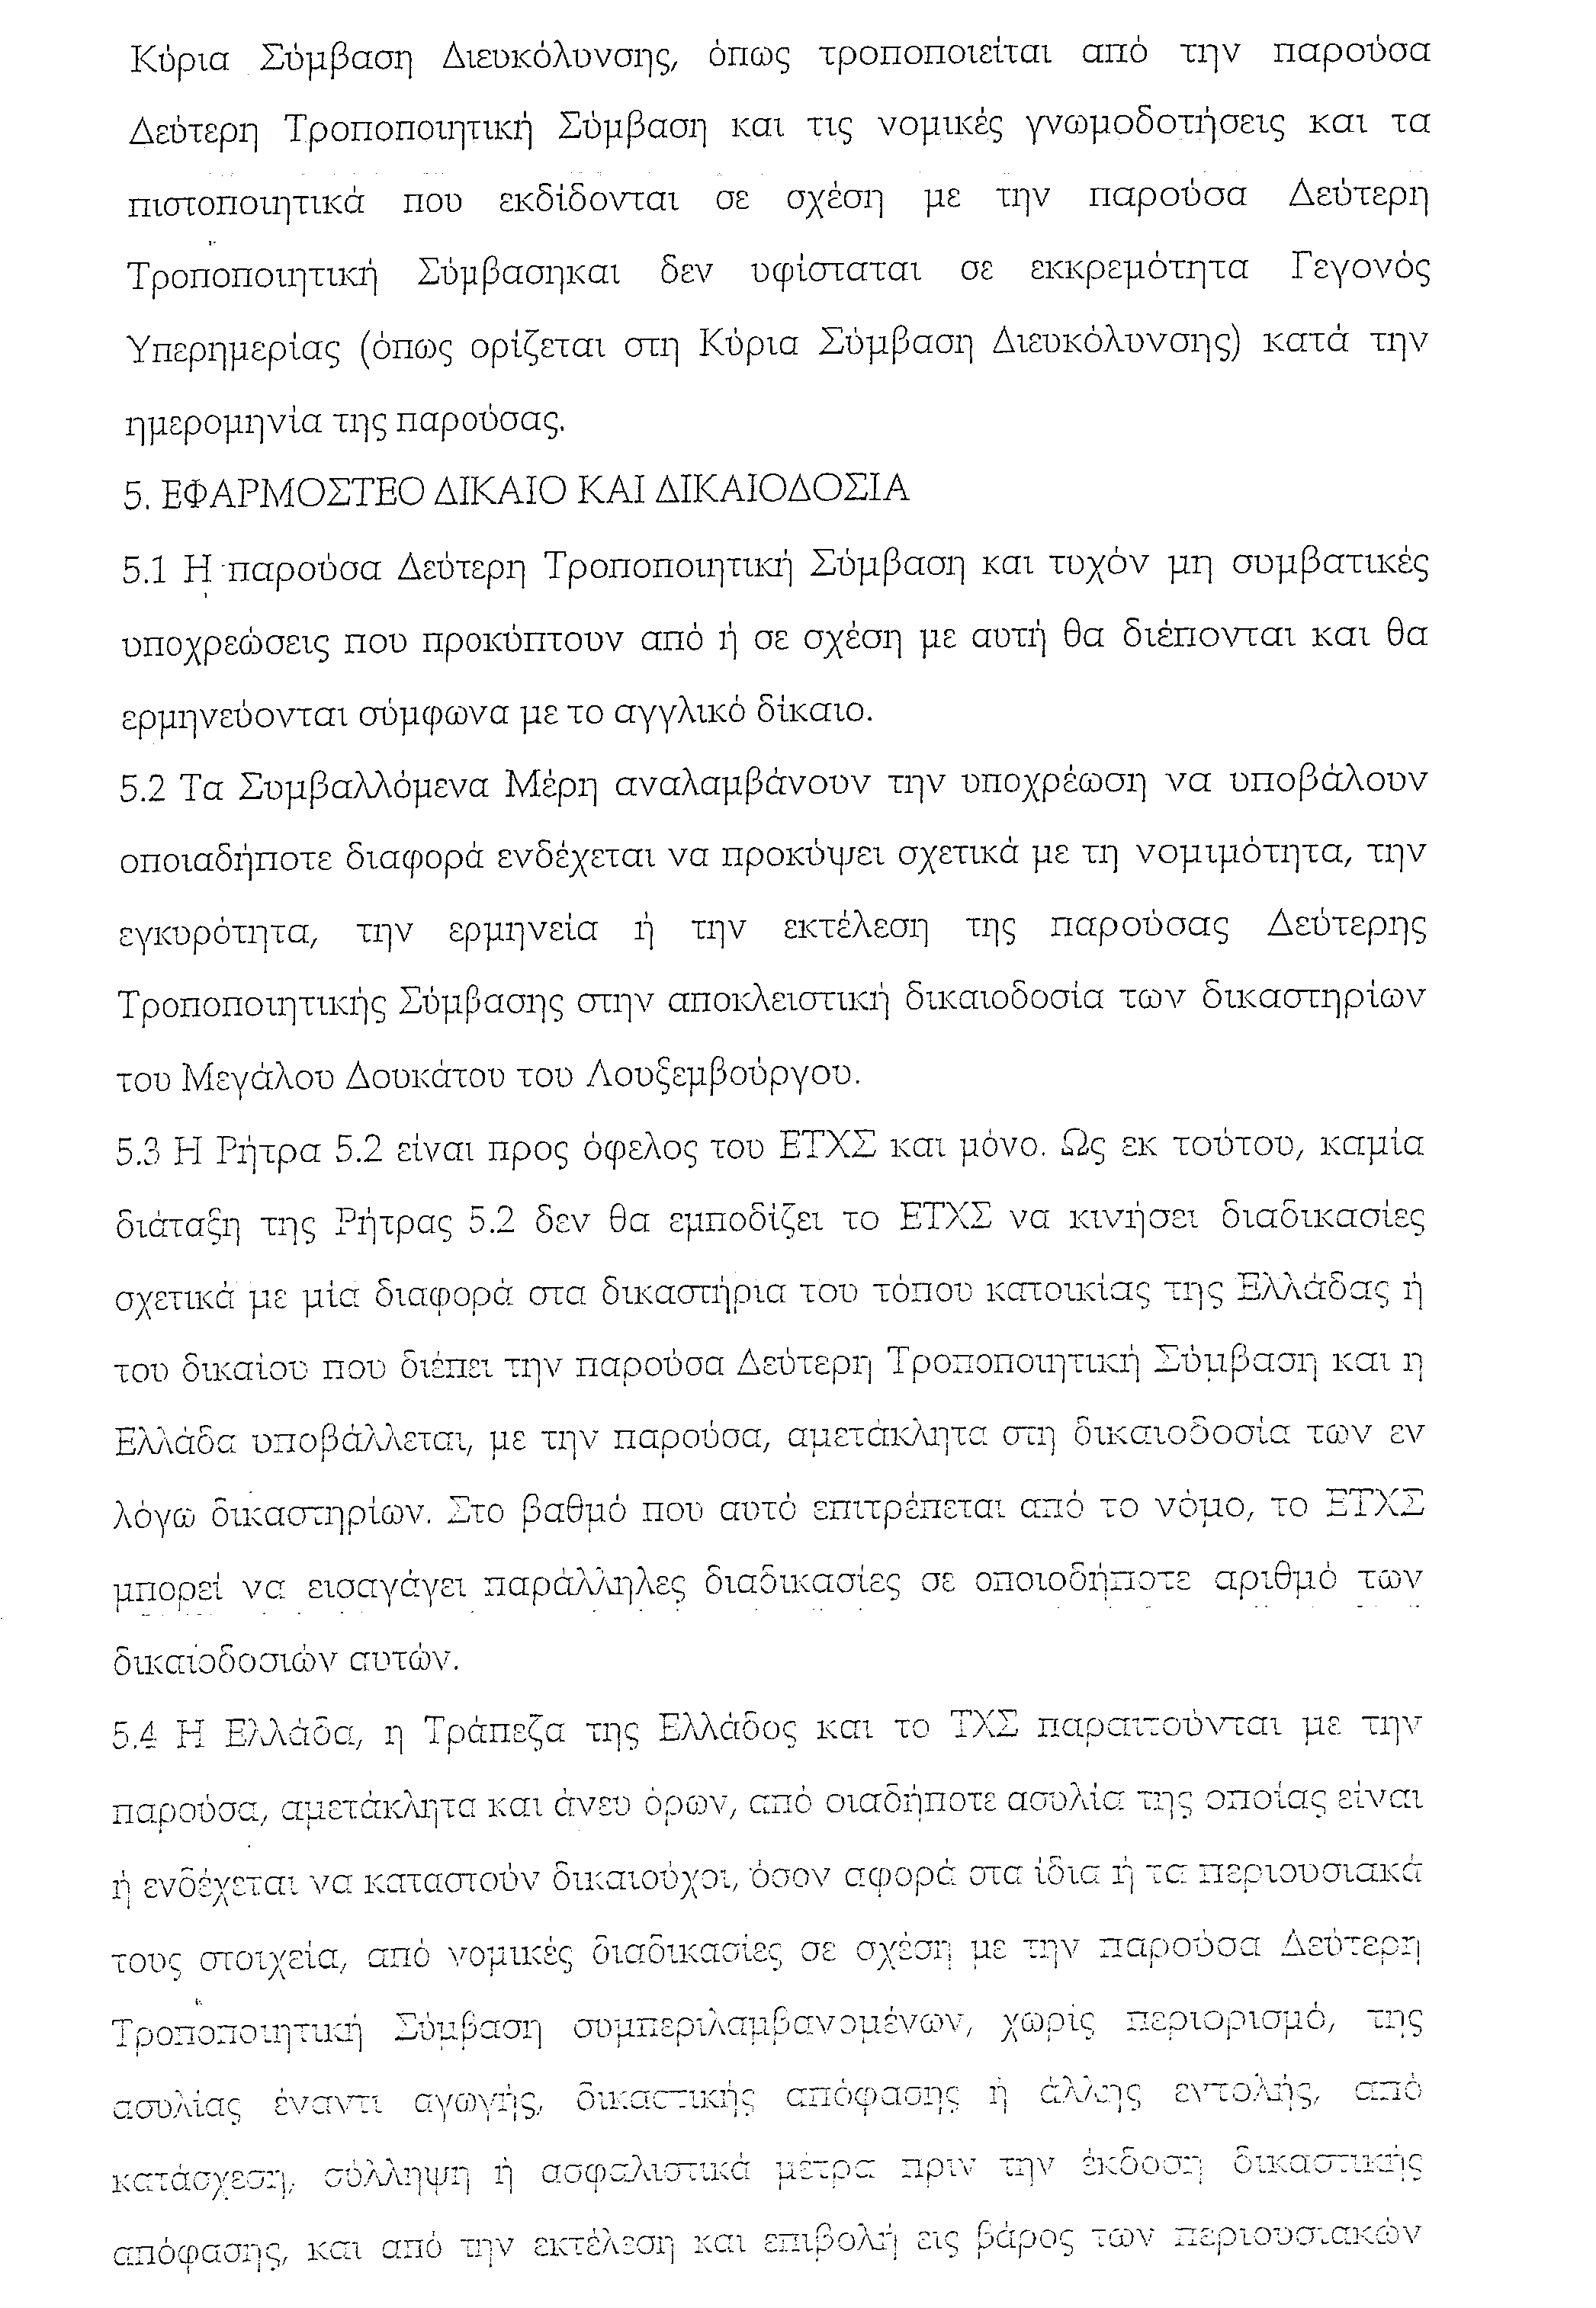 Κύρια Σύμβαση Διευκόλυνσης, όπως τροποποιείται από την παρούσα
Δεύτερη Τροποποιητική Σύμβαση και τις νομικές γνωμοδοτήσεις και τα
πιστοποιητικά που εκδίδονται σε σχέση με την παρούσα Δεύτερη
Τροποποιητική Σύμβασηκαι δεν υφίσταται σε εκκρεμότητα Γεγονός
Υπερημερίας (όπως ορίζεται στη Κύρια Σύμβαση Διευκόλυνσης) κατά την
ημερομηνία της παρούσας.
5. ΕΦΑΡΜΟΣΤΕΟ ΔΙΚΑΙΟ ΚΑΙ ΔΙΚΑΙΟΔΟΣΙΑ
5.1 Η παρούσα Δεύτερη Τροποποιητική Σύμβαση και τυχόν μη συμβατικές
υποχρεώσεις που προκύπτουν από ή σε σχέση με αυτή θα διέπονται και θα
ερμηνεύονται σύμφωνα με το αγγλικό δίκαιο.
5.2 Τα Συμβαλλόμενα Μέρη αναλαμβάνουν την υποχρέωση να υποβάλουν
οποιαδήποτε διαφορά ενδέχεται να προκύψει σχετικά με τη νομιμότητα, την
εγκυρότητα, την ερμηνεία ή την εκτέλεση της παρούσας Δεύτερης
Τροποποιητικής Σύμβασης στην αποκλειστική δικαιοδοσία των δικαστηρίων
του Μεγάλου Δουκάτου του Λουξεμβούργου.
5.3 Η Ρήτρα 5.2 είναι προς όφελος του ΕΤΧΣ και μόνο. Ως εκ τούτου, καμία
διάταξη της Ρήτρας 5.2 δεν θα εμποδίζει το ΕΤΧΣ να κινήσει διαδικασίες
σχετικά με μία διαφορά στα δικαστήρια του τόπου κατοικίας της Ελλάδας ή
του δικαίου που διέπει την παρούσα Δεύτερη Τροποποιητική Σύμβαση και η
Ελλάδα υποβάλλεται, με την παρούσα, αμετάκλητα στη δικαιοδοσία των εν
λόγω δικαστηρίων. Στο βαθμό που αυτό επιτρέπεται από το νόμο, το ΕΤΧΣ
μπορεί να εισαγάγει παράλληλες διαδικασίες σε οποιοδήποτε αριθμό των
δικαιοδοσιών αυτών.
5.4 Η Ελλάδα, η Τράπεζα της Ελλάδος και το ΤΧΣ παραιτούνται με την
παρούσα, αμετάκλητα και άνευ όρων, από οιαδήποτε ασυλία της οποίας είναι
ή ενδέχεται να καταστούν δικαιούχοι, όσον αφορά στα ίδια ή τα περιουσιακά
τους στοιχεία, από νομικές διαδικασίες σε σχέση με την παρούσα Δεύτερη
Τροποποιητική Σύμβαση συμπεριλαμβανομένων, χωρίς περιορισμό, της
ασυλίας έναντι αγωγής, δικαστικής απόφασης ή άλλης εντολής, από
κατάσχεση, σύλληψη ή ασφαλιστικά μέτρα πριν την έκδοση δικαστικής
απόφασης, και από την εκτέλεση και επιβολή εις βάρος των περιουσιακών